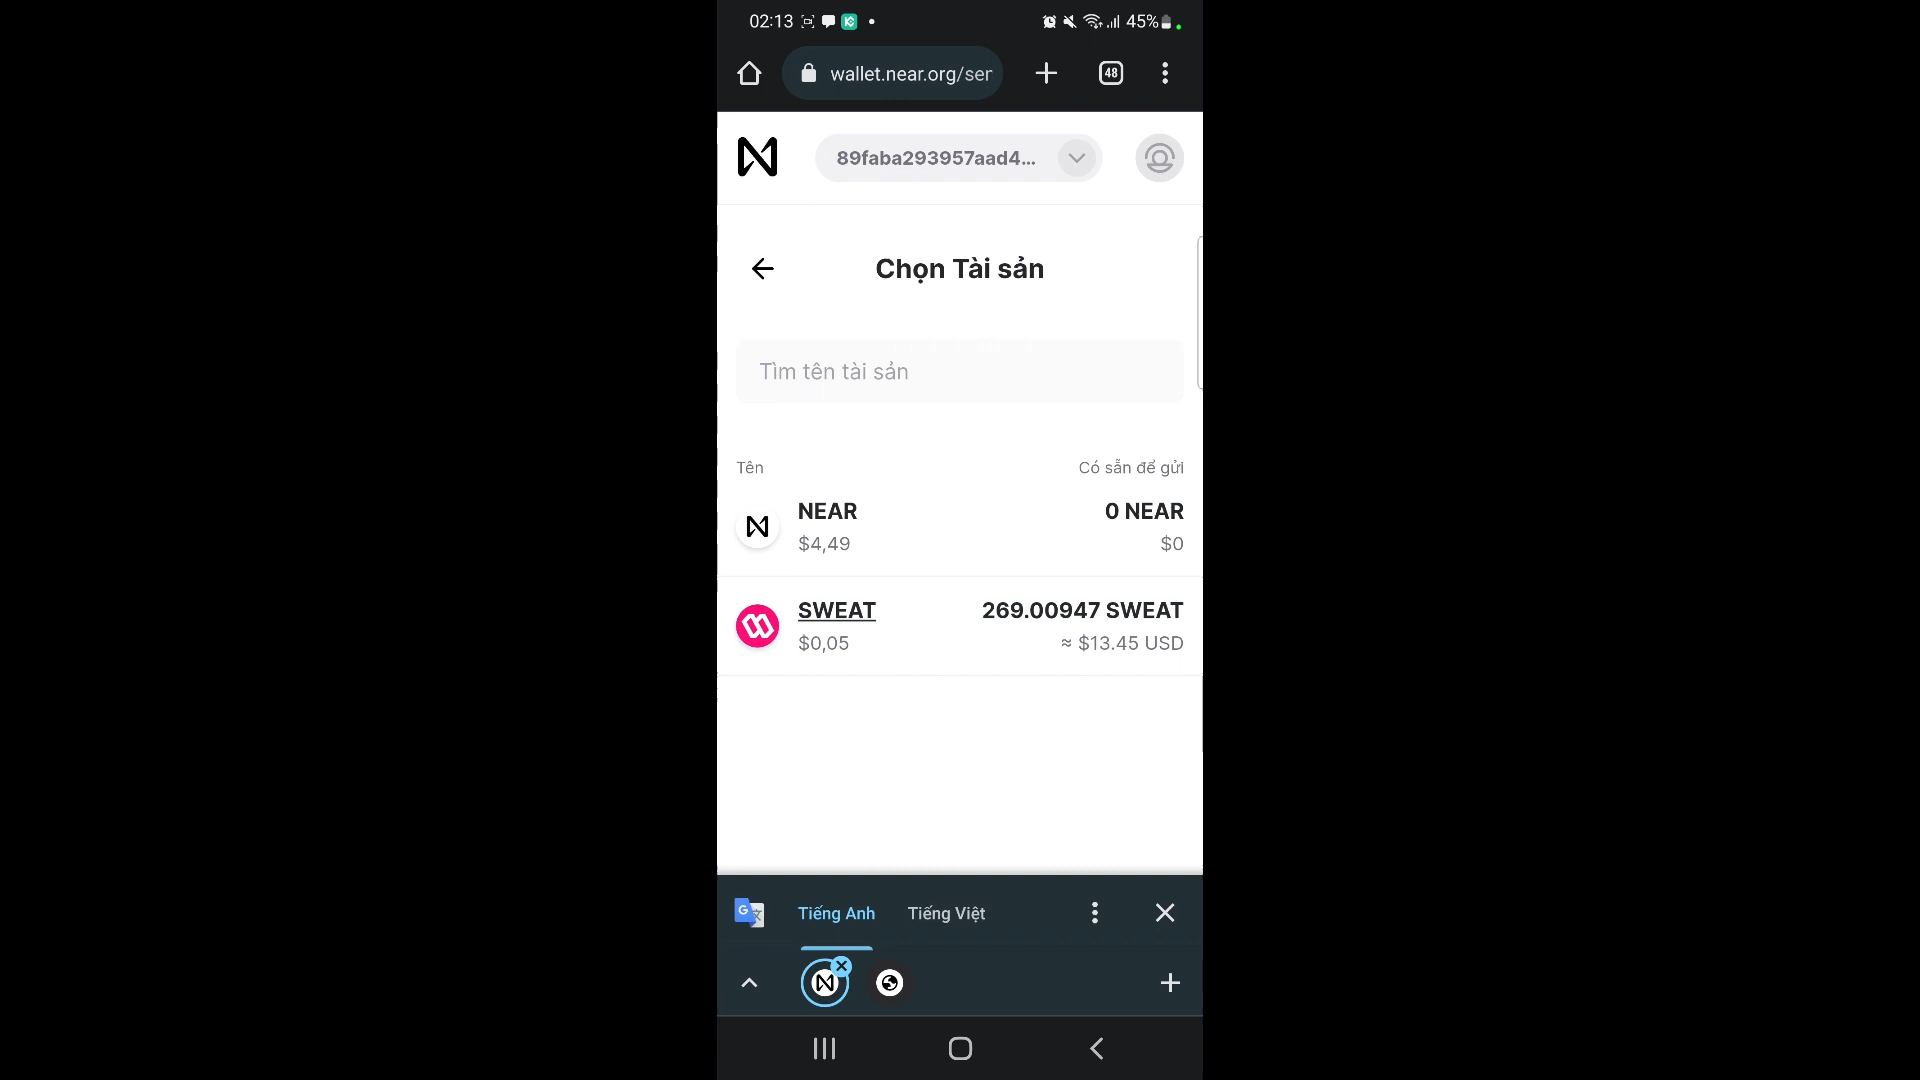 02:13 45%
wallet.near.org/ser 48
89faba293957aad4...
Chọn Tài sản
Tìm tên tài sản
Tên Có sẵn để gửi
NEAR 0 NEAR
$4,49 $0
SWEAT 269.00947 SWEAT
$0,05 ≈ $13.45 USD
Tiếng Anh Tiếng Việt